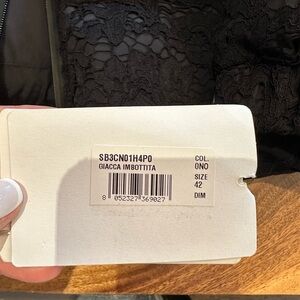 SB3CN01H4P0 COL.
GIACCA IMBOTTITA 0NO
SIZE
42
8 052327 369027 DIM